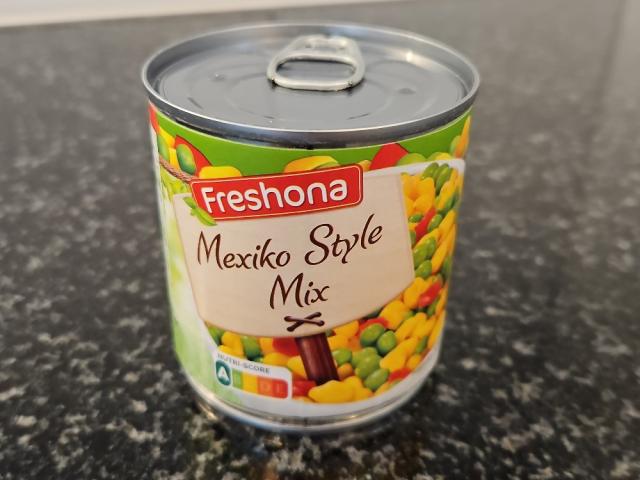 Freshona
Mexiko Style
Mix
NUTRI-SCORE
A